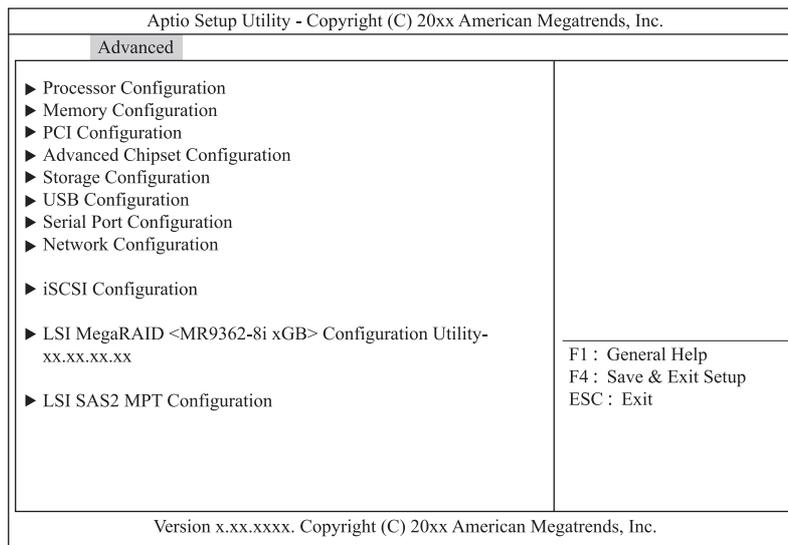 Aptio Setup Utility - Copyright (C) 20xx American Megatrends, Inc.
Advanced
▶ Processor Configuration
▶ Memory Configuration
▶ PCI Configuration
▶ Advanced Chipset Configuration
▶ Storage Configuration
▶ USB Configuration
▶ Serial Port Configuration
▶ Network Configuration
▶ iSCSI Configuration
▶ LSI MegaRAID <MR9362-8i xGB> Configuration Utility-
xx.xx.xx.xx
▶ LSI SAS2 MPT Configuration
F1 : General Help
F4 : Save & Exit Setup
ESC : Exit
Version x.xx.xxxx. Copyright (C) 20xx American Megatrends, Inc.